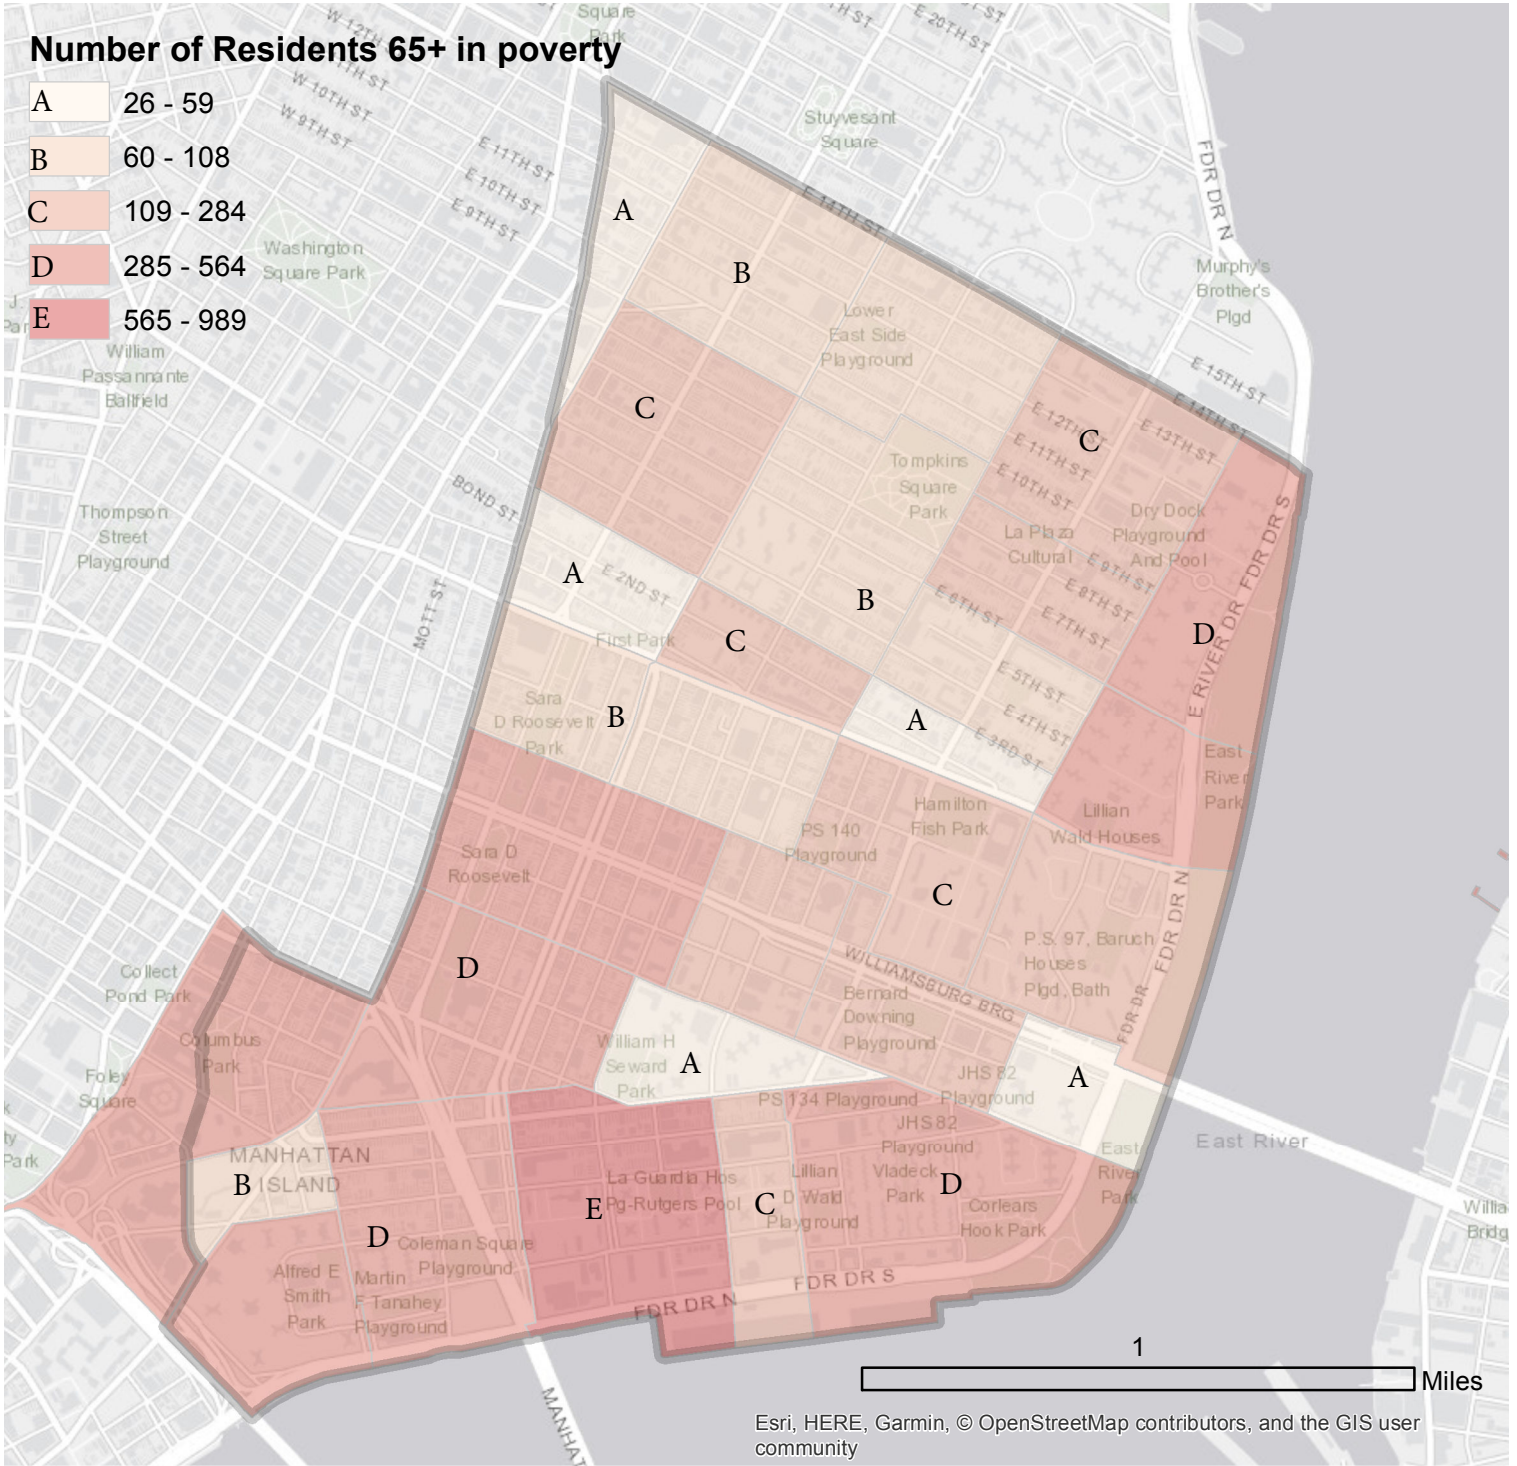 Number of Residents 65+ in poverty
A 26 - 59
B 60 - 108
C 109 - 284
D 285 - 564
E 565 - 989
W 12TH
W 10TH ST
W 9TH ST
E 11TH ST
E 10TH ST
E 9TH ST
Square
Park
E 20TH ST
Stuyvesant
Square
FDR DR N
Washington
Square Park
Murphy's
Brother's
Plgd
E 15TH ST
E 14TH ST
William
Passannante
Ballfield
A
B
E 14TH ST
Lower
East Side
Playground
C
C
E 12TH ST
E 11TH ST
E 10TH ST
E 13TH ST
Tompkins
Square
Park
BOND ST
Thompson
Street
Playground
MOTT ST
La Plaza
Cultural
Dry Dock
Playground
And Pool
E 9TH ST
E 8TH ST
E 7TH ST
FDR DR S
E RIVER DR
D
A
E 2ND ST
First Park
B
E 6TH ST
C
E 5TH ST
E 4TH ST
E 3RD ST
A
Sara
D Roosevelt
Park
B
East
River
Park
Lillian
Wald Houses
Hamilton
Fish Park
PS 140
Playground
Sara D
Roosevelt
C
D
P.S. 97, Baruch
Houses
Plgd, Bath
FDR DR N
FDR DR
WILLIAMSBURG BRG
Bernard
Downing
Playground
Collect
Pond Park
Columbus
Park
Foley
Square
William H
Seward
Park
A
JHS 82
Playground
A
PS 134 Playground
JHS 82
Playground
East River
East
River
Park
ty
Park
MANHATTAN
ISLAND
B
La Guardia Hos
Pg-Rutgers Pool
E
C
Lillian
D Wald
Playground
Vladeck
Park
D
Corlears
Hook Park
D
Coleman Square
Playground
Alfred E
Smith
Park
Martin
F Tanahey
Playground
FDR DR N
FDR DR S
Willia
Bridg
MANHAT
1
Miles
Esri, HERE, Garmin, © OpenStreetMap contributors, and the GIS user
community